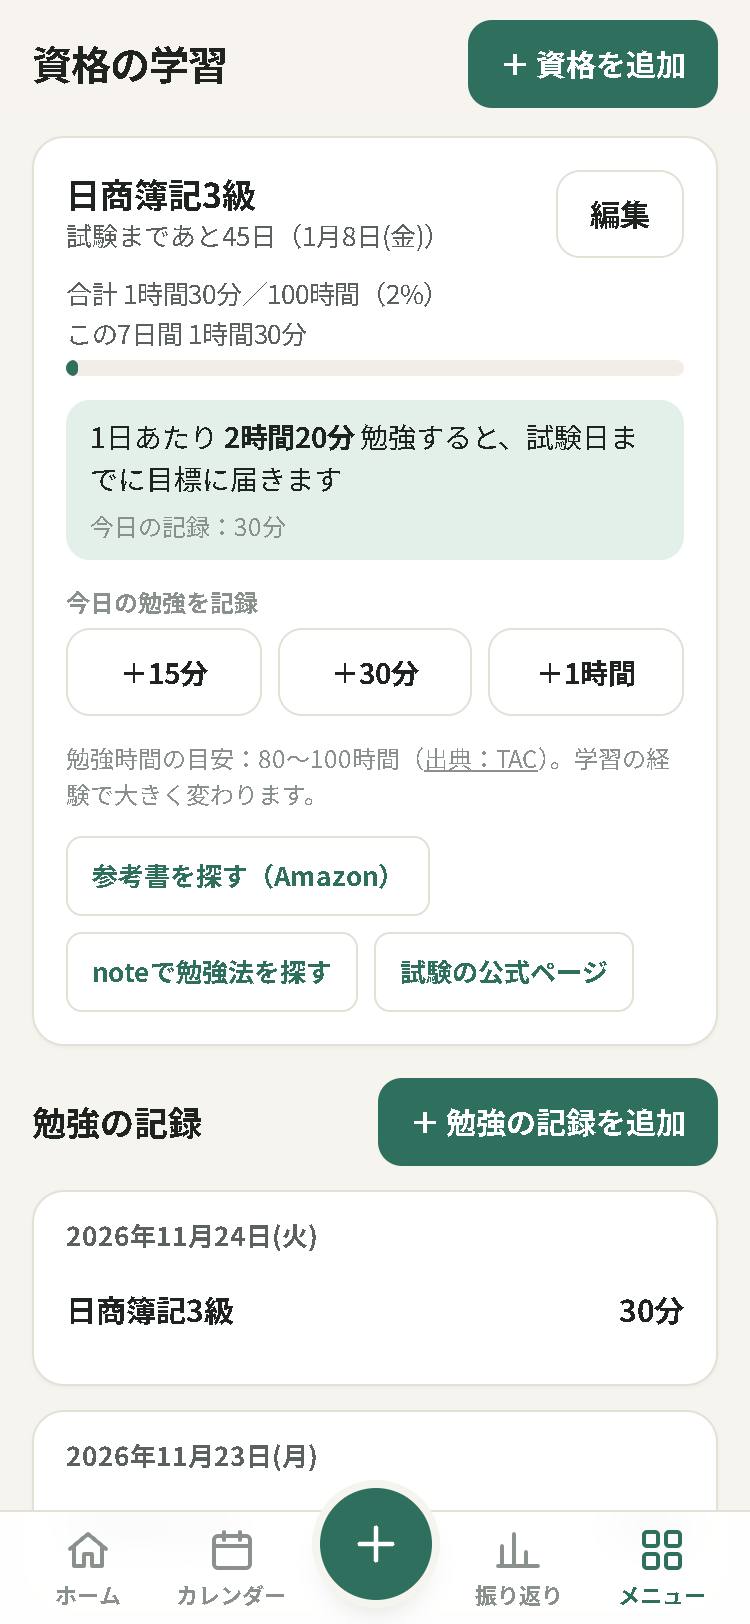 資格の学習
＋ 資格を追加
日商簿記3級
編集
試験まであと45日（1月8日(金)）
合計 1時間30分／100時間（2%）
この7日間 1時間30分
1日あたり 2時間20分 勉強すると、試験日ま
でに目標に届きます
今日の記録：30分
今日の勉強を記録
＋15分
＋30分
＋1時間
勉強時間の目安：80〜100時間（出典：TAC）。学習の経
験で大きく変わります。
参考書を探す（Amazon）
noteで勉強法を探す
試験の公式ページ
勉強の記録
＋ 勉強の記録を追加
2026年11月24日(火)
日商簿記3級
30分
2026年11月23日(月)
ホーム
カレンダー
振り返り
メニュー